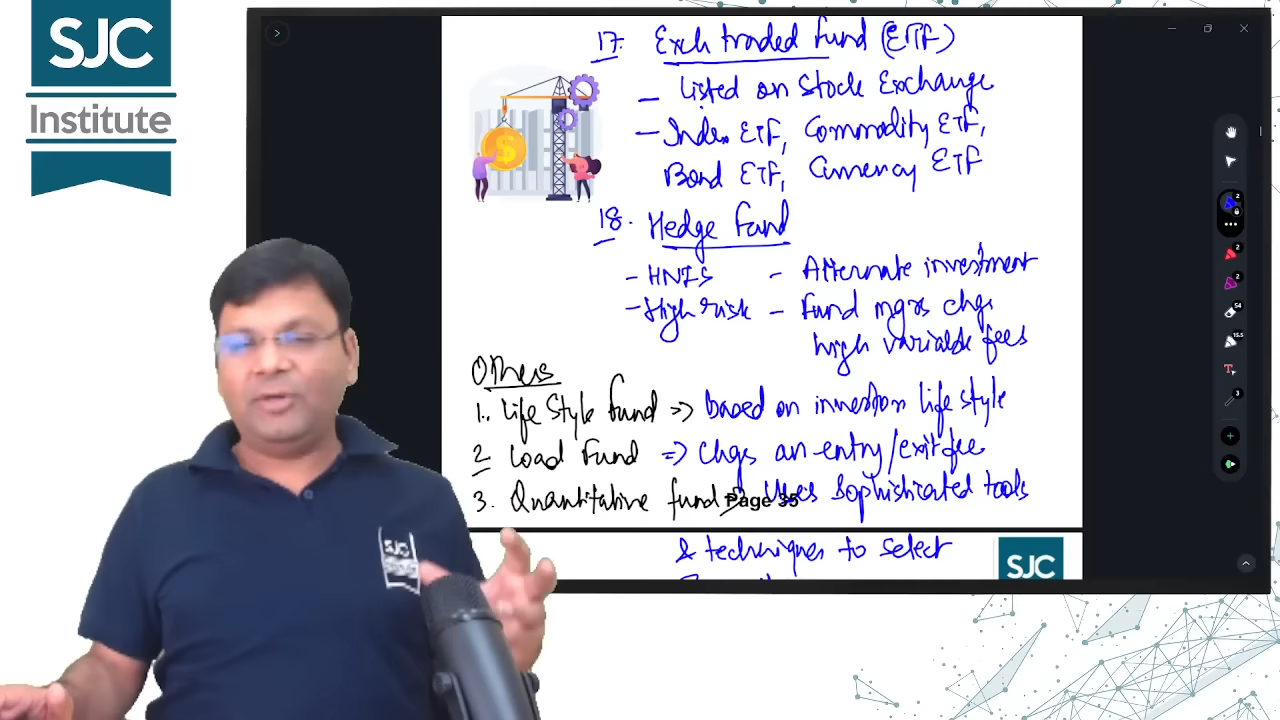 SJC
Institute
17. Exch traded fund (ETF)
– Listed on Stock Exchange
– Index ETF, Commodity ETF,
Bond ETF, Currency ETF
18. Hedge fund
– HNIS – Alternate investment
– High risk – Fund mgrs chgs
high variable fees
Others
1. Life Style fund => based on investors life style
2 Load Fund => chgs an entry/exit fee
3. Quantitative fund => Uses Sophisticated tools
Page 35
& techniques to select
SJC
SJC